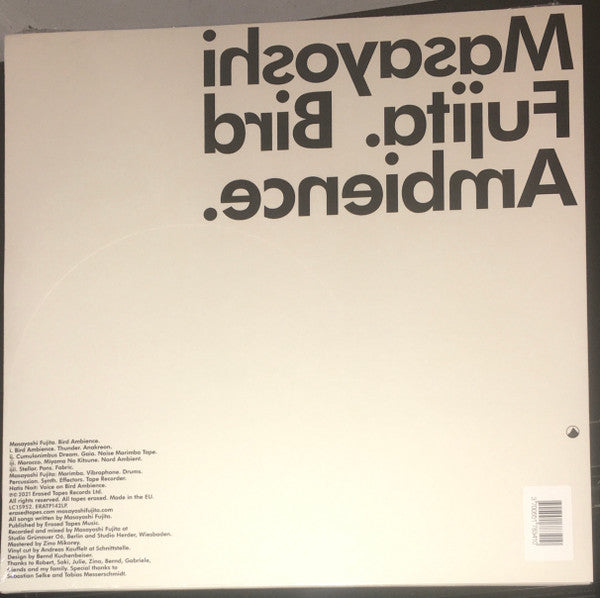 Masayoshi
Fujita. Bird
Ambience.
Masayoshi Fujita. Bird Ambience.
i. Bird Ambience. Thunder. Anakreon.
ij. Cumulonimbus Dream. Gaia. Noise Marimba Tape.
iij. Morocco. Miyama No Kitsune. Nord Ambient.
iiij. Stellar. Pons. Fabric.
Masayoshi Fujita: Marimba. Vibraphone. Drums.
Percussion. Synth. Effectors. Tape Recorder.
Hatis Noit: Voice on Bird Ambience.
℗© 2021 Erased Tapes Records Ltd.
All rights reserved. All tapes erased. Made in the EU.
LC15952. ERATP142LP.
erasedtapes.com masayoshifujita.com
All songs written by Masayoshi Fujita.
Published by Erased Tapes Music.
Recorded and mixed by Masayoshi Fujita at
Studio Grünauer 06. Berlin and Studio Herder, Wiesbaden.
Mastered by Zino Mikorey.
Vinyl cut by Andreas Kauffelt at Schnittstelle.
Design by Bernd Kuchenbeiser.
Thanks to Robert, Saki, Julie, Zino, Bernd, Gabriele,
friends and my family. Special thanks to
Sebastian Selke and Tobias Messerschmidt.